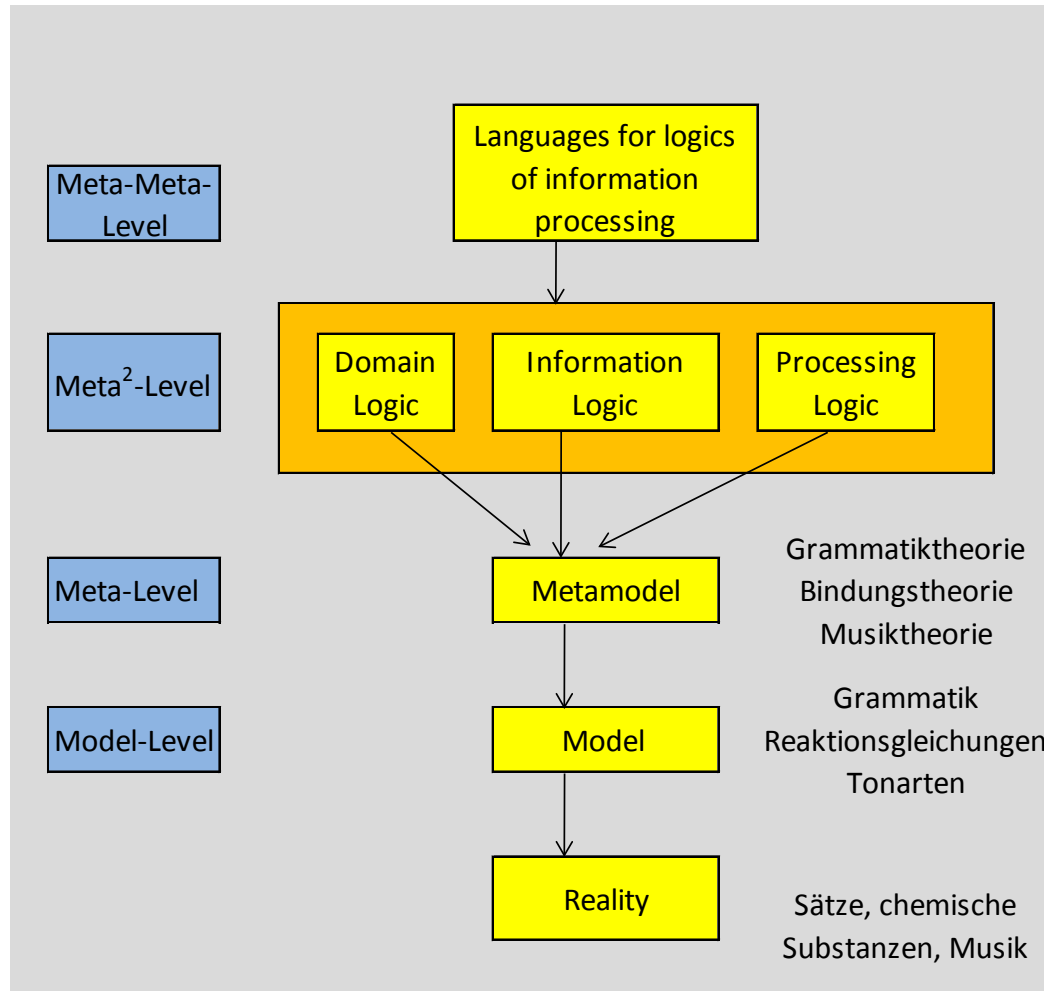 Languages for logics
of information
processing
Meta-Meta-
Level
Domain
Logic
Information
Logic
Processing
Logic
Meta²-Level
Grammatiktheorie
Meta-Level
Metamodel
Bindungstheorie
Musiktheorie
Grammatik
Model-Level
Model
Reaktionsgleichungen
Tonarten
Reality
Sätze, chemische
Substanzen, Musik